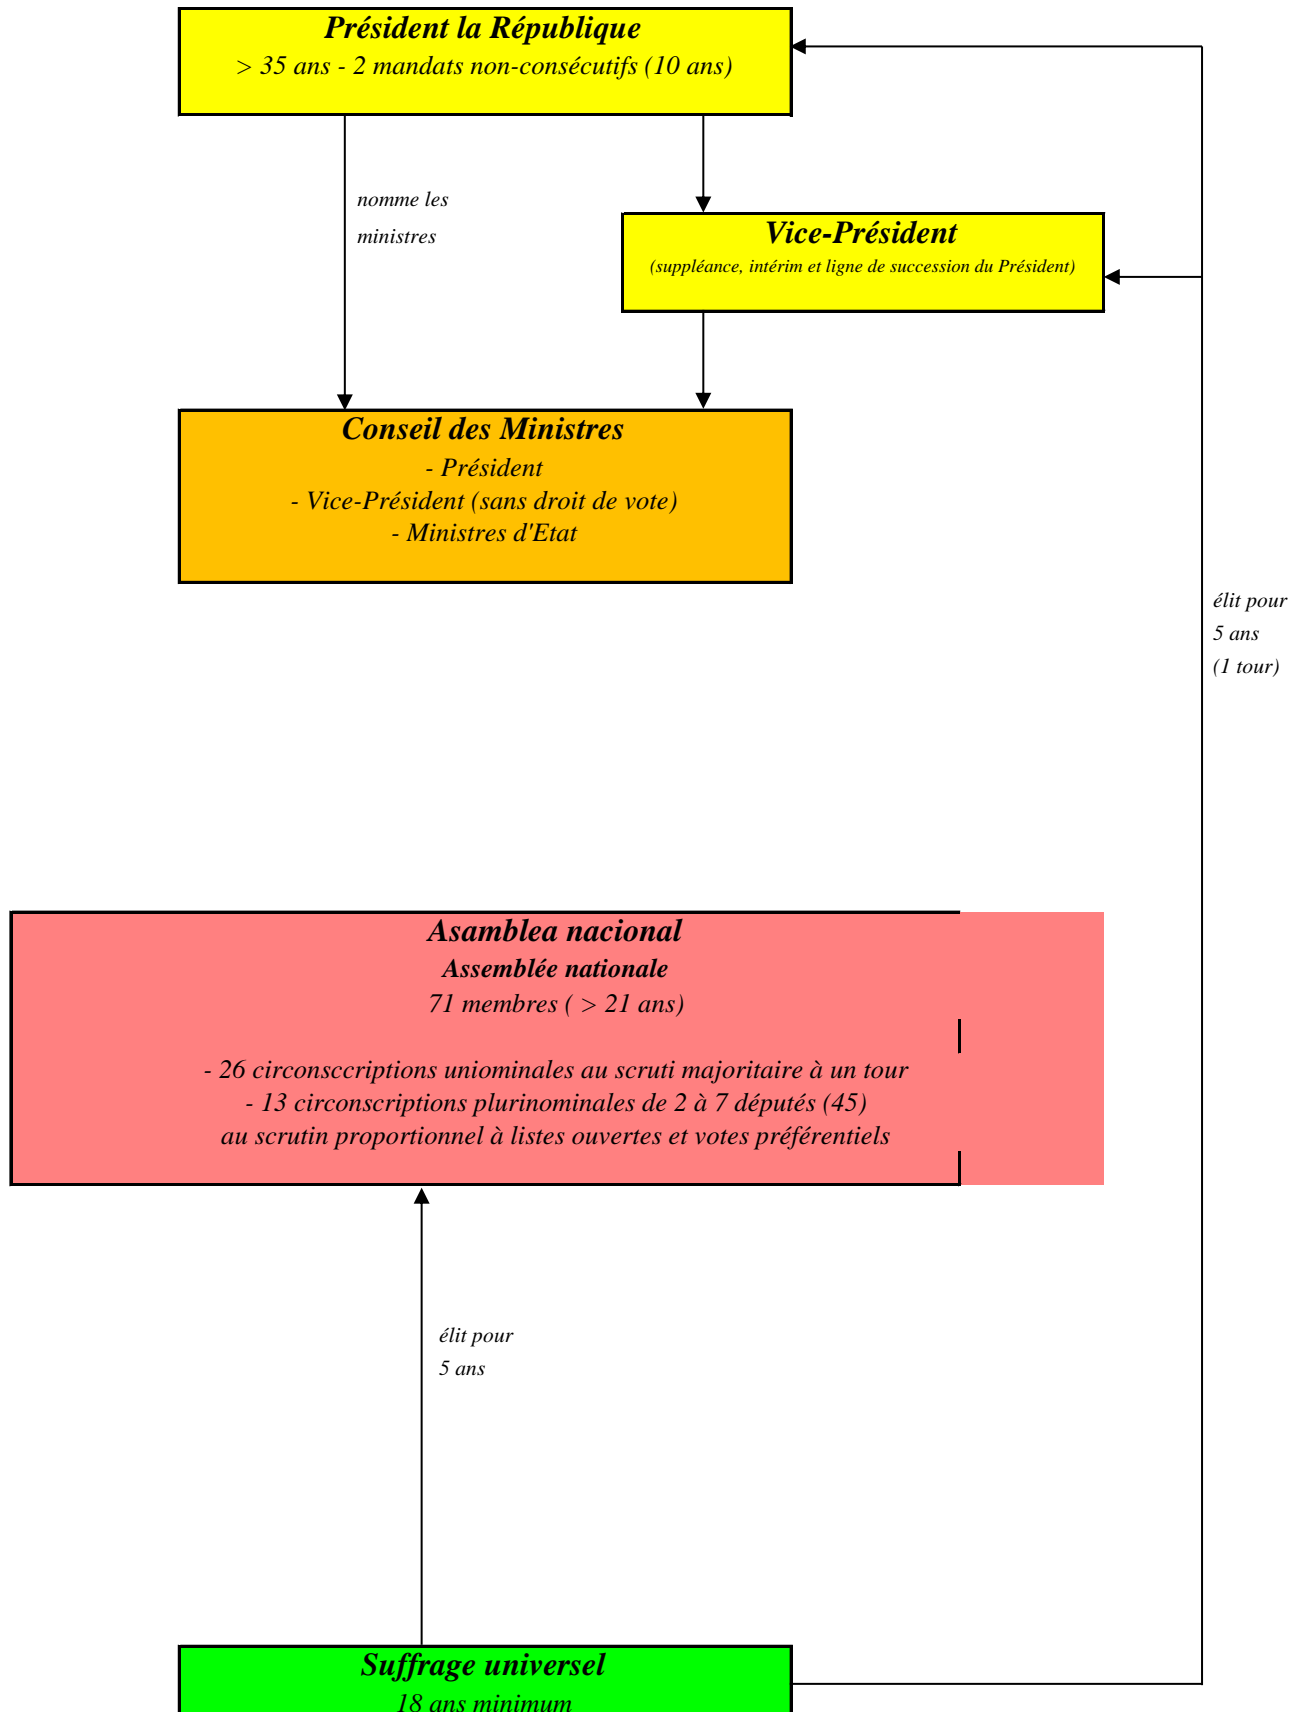 Président la République
> 35 ans - 2 mandats non-consécutifs (10 ans)
nomme les
ministres
Vice-Président
(suppléance, intérim et ligne de succession du Président)
Conseil des Ministres
- Président
- Vice-Président (sans droit de vote)
- Ministres d'Etat
élit pour
5 ans
(1 tour)
Asamblea nacional
Assemblée nationale
71 membres ( > 21 ans)
- 26 circonsccriptions uniominales au scruti majoritaire à un tour
- 13 circonscriptions plurinominales de 2 à 7 députés (45)
au scrutin proportionnel à listes ouvertes et votes préférentiels
élit pour
5 ans
Suffrage universel
18 ans minimum